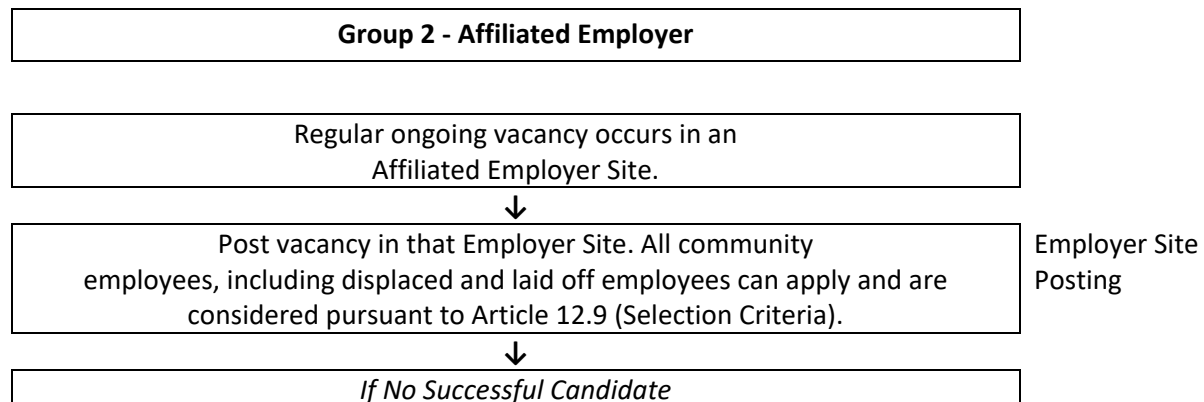 Group 2 - Affiliated Employer
Regular ongoing vacancy occurs in an
Affiliated Employer Site.
↓
Post vacancy in that Employer Site. All community
employees, including displaced and laid off employees can apply and are
considered pursuant to Article 12.9 (Selection Criteria).
Employer Site
Posting
↓
If No Successful Candidate